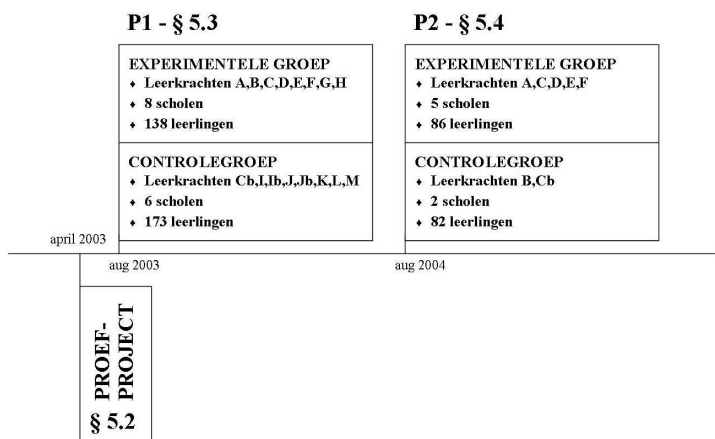 P1 - § 5.3
EXPERIMENTELE GROEP
♦ Leerkrachten A,B,C,D,E,F,G,H
♦ 8 scholen
♦ 138 leerlingen
CONTROLEGROEP
♦ Leerkrachten Cb,I,Ib,J,Jb,K,L,M
♦ 6 scholen
♦ 173 leerlingen
P2 - § 5.4
EXPERIMENTELE GROEP
♦ Leerkrachten A,C,D,E,F
♦ 5 scholen
♦ 86 leerlingen
CONTROLEGROEP
♦ Leerkrachten B,Cb
♦ 2 scholen
♦ 82 leerlingen
april 2003
aug 2003
aug 2004
PROEF-
PROJECT
§ 5.2